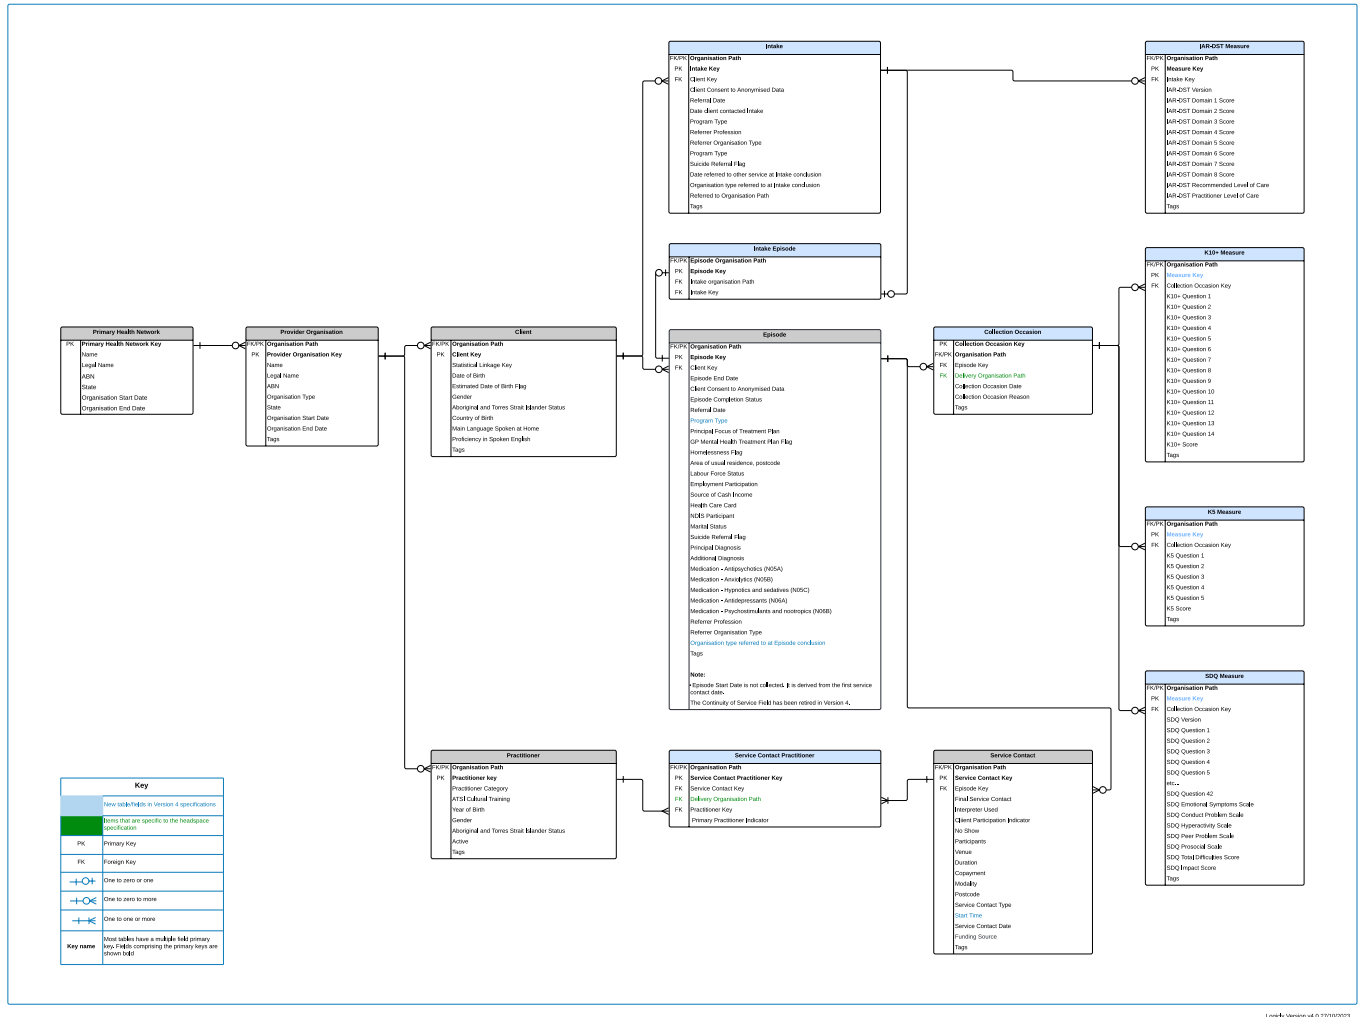 Intake
FK/PK Organisation Path
PK Intake Key
FK Client Key
Client Consent to Anonymised Data
Referral Date
Date client contacted Intake
Program Type
Referrer Profession
Referrer Organisation Type
Program Type
Suicide Referral Flag
Date referred to other service at Intake conclusion
Organisation type referred to at Intake conclusion
Referred to Organisation Path
Tags
IAR-DST Measure
FK/PK Organisation Path
PK Measure Key
FK Intake Key
IAR-DST Version
IAR-DST Domain 1 Score
IAR-DST Domain 2 Score
IAR-DST Domain 3 Score
IAR-DST Domain 4 Score
IAR-DST Domain 5 Score
IAR-DST Domain 6 Score
IAR-DST Domain 7 Score
IAR-DST Domain 8 Score
IAR-DST Recommended Level of Care
IAR-DST Practitioner Level of Care
Tags
Intake Episode
FK/PK Episode Organisation Path
PK Episode Key
FK Intake organisation Path
FK Intake Key
K10+ Measure
FK/PK Organisation Path
PK Measure Key
FK Collection Occasion Key
K10+ Question 1
K10+ Question 2
K10+ Question 3
K10+ Question 4
K10+ Question 5
K10+ Question 6
K10+ Question 7
K10+ Question 8
K10+ Question 9
K10+ Question 10
K10+ Question 11
K10+ Question 12
K10+ Question 13
K10+ Question 14
K10+ Score
Tags
Primary Health Network
PK Primary Health Network Key
Name
Legal Name
ABN
State
Organisation Start Date
Organisation End Date
Provider Organisation
FK/PK Organisation Path
PK Provider Organisation Key
Name
Legal Name
ABN
Organisation Type
State
Organisation Start Date
Organisation End Date
Tags
Client
FK/PK Organisation Path
PK Client Key
Statistical Linkage Key
Date of Birth
Estimated Date of Birth Flag
Gender
Aboriginal and Torres Strait Islander Status
Country of Birth
Main Language Spoken at Home
Proficiency in Spoken English
Tags
Episode
FK/PK Organisation Path
PK Episode Key
FK Client Key
Episode End Date
Client Consent to Anonymised Data
Episode Completion Status
Referral Date
Program Type
Principal Focus of Treatment Plan
GP Mental Health Treatment Plan Flag
Homelessness Flag
Area of usual residence, postcode
Labour Force Status
Employment Participation
Source of Cash Income
Health Care Card
NDIS Participant
Marital Status
Suicide Referral Flag
Principal Diagnosis
Additional Diagnosis
Medication - Antipsychotics (N05A)
Medication - Anxiolytics (N05B)
Medication - Hypnotics and sedatives (N05C)
Medication - Antidepressants (N06A)
Medication - Psychostimulants and nootropics (N06B)
Referrer Profession
Referrer Organisation Type
Organisation type referred to at Episode conclusion
Tags
Note:
• Episode Start Date is not collected. It is derived from the first service
contact date.
The Continuity of Service Field has been retired in Version 4.
Collection Occasion
PK Collection Occasion Key
FK/PK Organisation Path
FK Episode Key
FK Delivery Organisation Path
Collection Occasion Date
Collection Occasion Reason
Tags
K5 Measure
FK/PK Organisation Path
PK Measure Key
FK Collection Occasion Key
K5 Question 1
K5 Question 2
K5 Question 3
K5 Question 4
K5 Question 5
K5 Score
Tags
SDQ Measure
FK/PK Organisation Path
PK Measure Key
FK Collection Occasion Key
SDQ Version
SDQ Question 1
SDQ Question 2
SDQ Question 3
SDQ Question 4
SDQ Question 5
etc...
SDQ Question 42
SDQ Emotional Symptoms Scale
SDQ Conduct Problem Scale
SDQ Hyperactivity Scale
SDQ Peer Problem Scale
SDQ Prosocial Scale
SDQ Total Difficulties Score
SDQ Impact Score
Tags
Practitioner
FK/PK Organisation Path
PK Practitioner key
Practitioner Category
ATSI Cultural Training
Year of Birth
Gender
Aboriginal and Torres Strait Islander Status
Active
Tags
Service Contact Practitioner
FK/PK Organisation Path
PK Service Contact Practitioner Key
FK Service Contact Key
FK Delivery Organisation Path
FK Practitioner Key
Primary Practitioner Indicator
Service Contact
FK/PK Organisation Path
PK Service Contact Key
FK Episode Key
Final Service Contact
Interpreter Used
Client Participation Indicator
No Show
Participants
Venue
Duration
Copayment
Modality
Postcode
Service Contact Type
Start Time
Service Contact Date
Funding Source
Tags
Key
New table/fields in Version 4 specifications
Items that are specific to the headspace
specification
PK Primary Key
FK Foreign Key
One to zero or one
One to zero to more
One to one or more
Key name Most tables have a multiple field primary
key. Fields comprising the primary keys are
shown bold
Logicly Version v4.0 27/10/2023